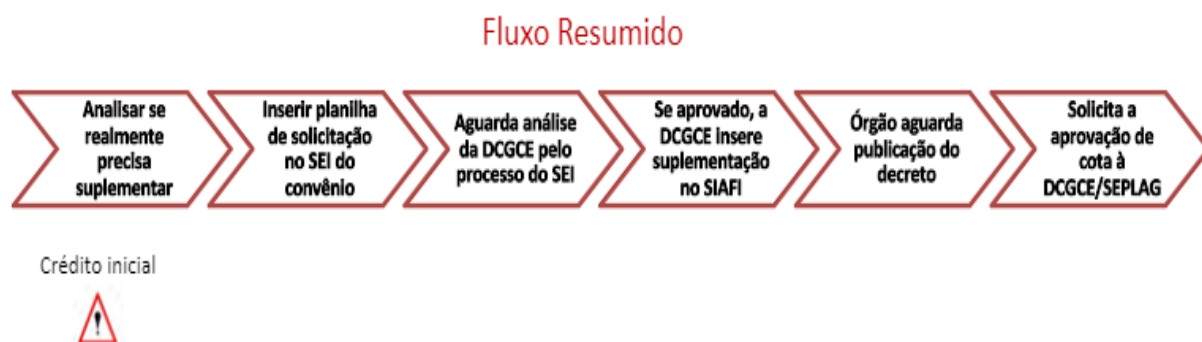 Fluxo Resumido
Analisar se
realmente
precisa
suplementar
Inserir planilha
de solicitação
no SEI do
convênio
Aguarda análise
da DCGCE pelo
processo do SEI
Se aprovado, a
DCGCE insere
suplementação
no SIAFI
Órgão aguarda
publicação do
decreto
Solicita a
aprovação de
cota à
DCGCE/SEPLAG
Crédito inicial
!